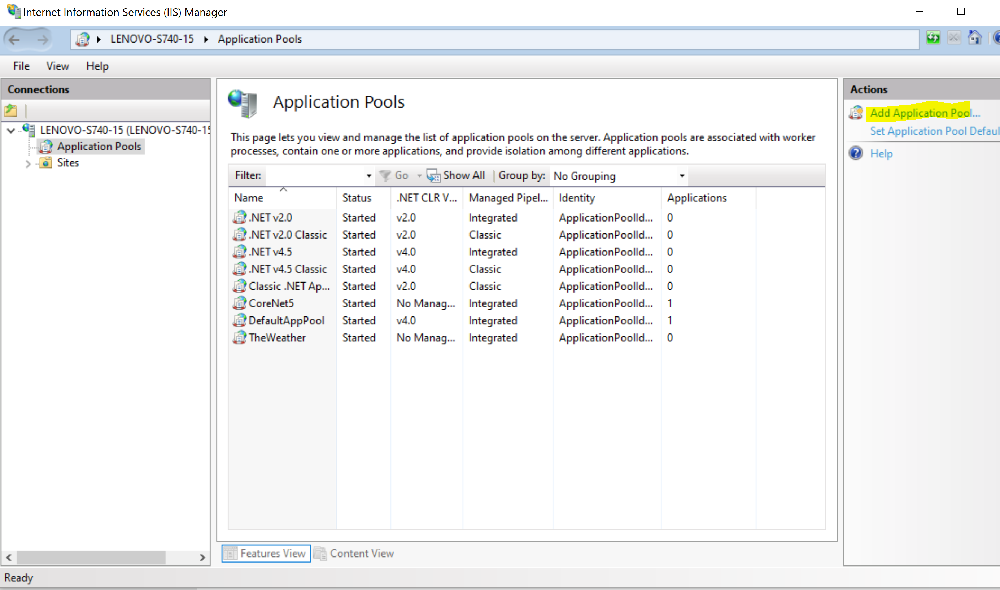 Internet Information Services (IIS) Manager
LENOVO-S740-15 Application Pools
File View Help
Connections
LENOVO-S740-15 (LENOVO-S740-15
Application Pools
Sites
Application Pools
This page lets you view and manage the list of application pools on the server. Application pools are associated with worker
processes, contain one or more applications, and provide isolation among different applications.
Filter: Go Show All Group by: No Grouping
Name Status .NET CLR V... Managed Pipel... Identity Applications
.NET v2.0 Started v2.0 Integrated ApplicationPoolId... 0
.NET v2.0 Classic Started v2.0 Classic ApplicationPoolId... 0
.NET v4.5 Started v4.0 Integrated ApplicationPoolId... 0
.NET v4.5 Classic Started v4.0 Classic ApplicationPoolId... 0
Classic .NET Ap... Started v2.0 Classic ApplicationPoolId... 0
CoreNet5 Started No Manag... Integrated ApplicationPoolId... 1
DefaultAppPool Started v4.0 Integrated ApplicationPoolId... 1
TheWeather Started No Manag... Integrated ApplicationPoolId... 0
Features View Content View
Actions
Add Application Pool...
Set Application Pool Defaul
Help
Ready